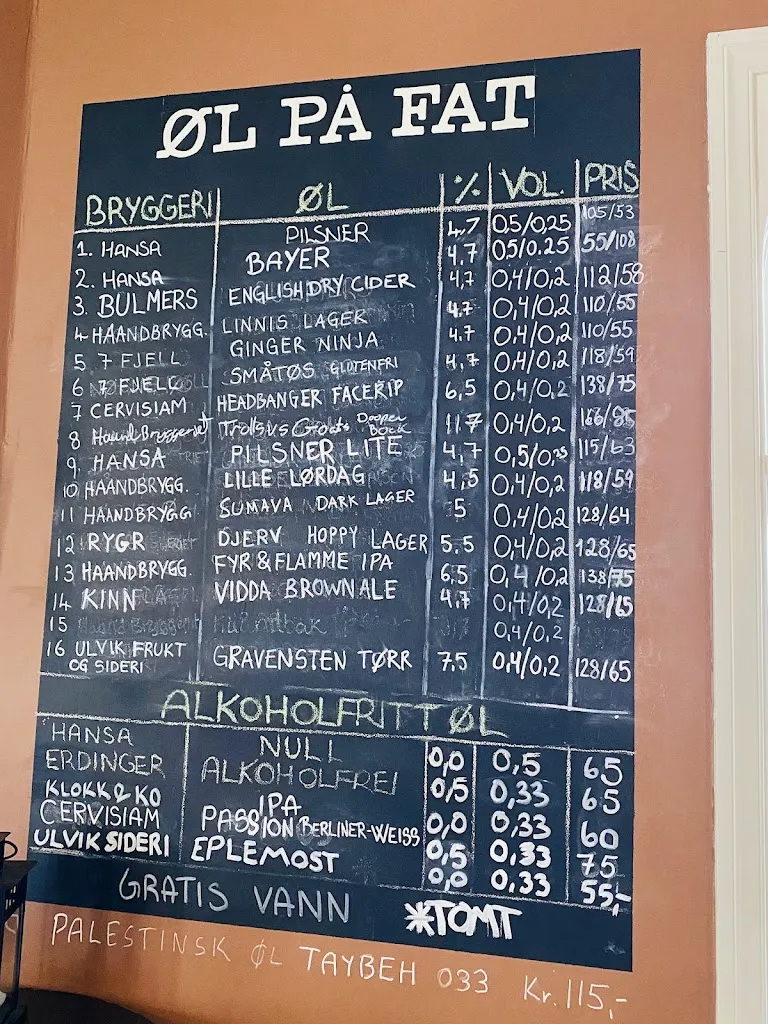 ØL PÅ FAT
BRYGGERI ØL % VOL. PRIS
1. HANSA PILSNER 4.7 0,5/0,25 105/53
2. HANSA BAYER 4.7 0,5/0.25 55/108
3. BULMERS ENGLISH DRY CIDER 4,7 0,4/0,2 112/58
4 HAANDBRYGG. LINNIS LAGER 4.7 0,4/0,2 110/55
5 7 FJELL GINGER NINJA 4.7 0,4/0,2 110/55
6 7 FJELL SMÅTØS GLUTENFRI 4,7 0,4/0,2 118/59
7 CERVISIAM HEADBANGER FACERIP 6,5 0,4/0,2 138/75
8 Haand Bryggeriet Trolls vs Goats Dopper Bock 11 7 0,4/0,2 166/85
9. HANSA PILSNER LITE 4,7 0,5/0,25 115/63
10 HAANDBRYGG. LILLE LØRDAG 4,5 0,4/0,2 118/59
11 HAANDBRYGG SUMAVA DARK LAGER 5 0,4/0,2 128/64
12 RYGR DJERV HOPPY LAGER 5.5 0,4/0,2 128/65
13 HAANDBRYGG. FYR & FLAMME IPA 6,5 0,4/0,2 138/75
14 KINN VIDDA BROWN ALE 4,7 0,4/0,2 128/65
15 0,4/0,2
16 ULVIK FRUKT OG SIDERI GRAVENSTEN TØRR 7,5 0,4/0,2 128/65
ALKOHOLFRITT ØL
HANSA NULL 0,0 0,5 65
ERDINGER ALKOHOLFREI 0,5 0,33 65
KLOKK & KO IPA 0,0 0,33 60
CERVISIAM PASSION BERLINER-WEISS 0,5 0,33 75
ULVIK SIDERI EPLEMOST 0,0 0,33 55,-
GRATIS VANN *TOMT
PALESTINSK ØL TAYBEH 033 Kr. 115,-